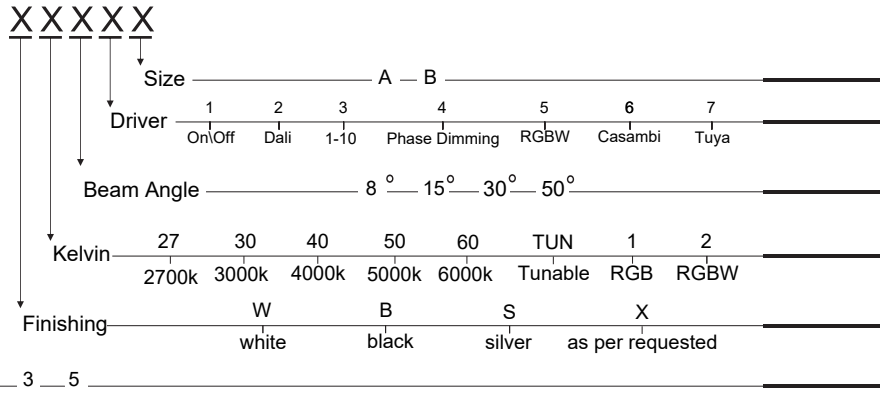 X X X X X
Size A B
1 2 3 4 5 6 7
Driver
On\Off Dali 1-10 Phase Dimming RGBW Casambi Tuya
Beam Angle 8° 15° 30° 50°
27 30 40 50 60 TUN 1 2
Kelvin
2700k 3000k 4000k 5000k 6000k Tunable RGB RGBW
W B S X
Finishing
white black silver as per requested
3 5